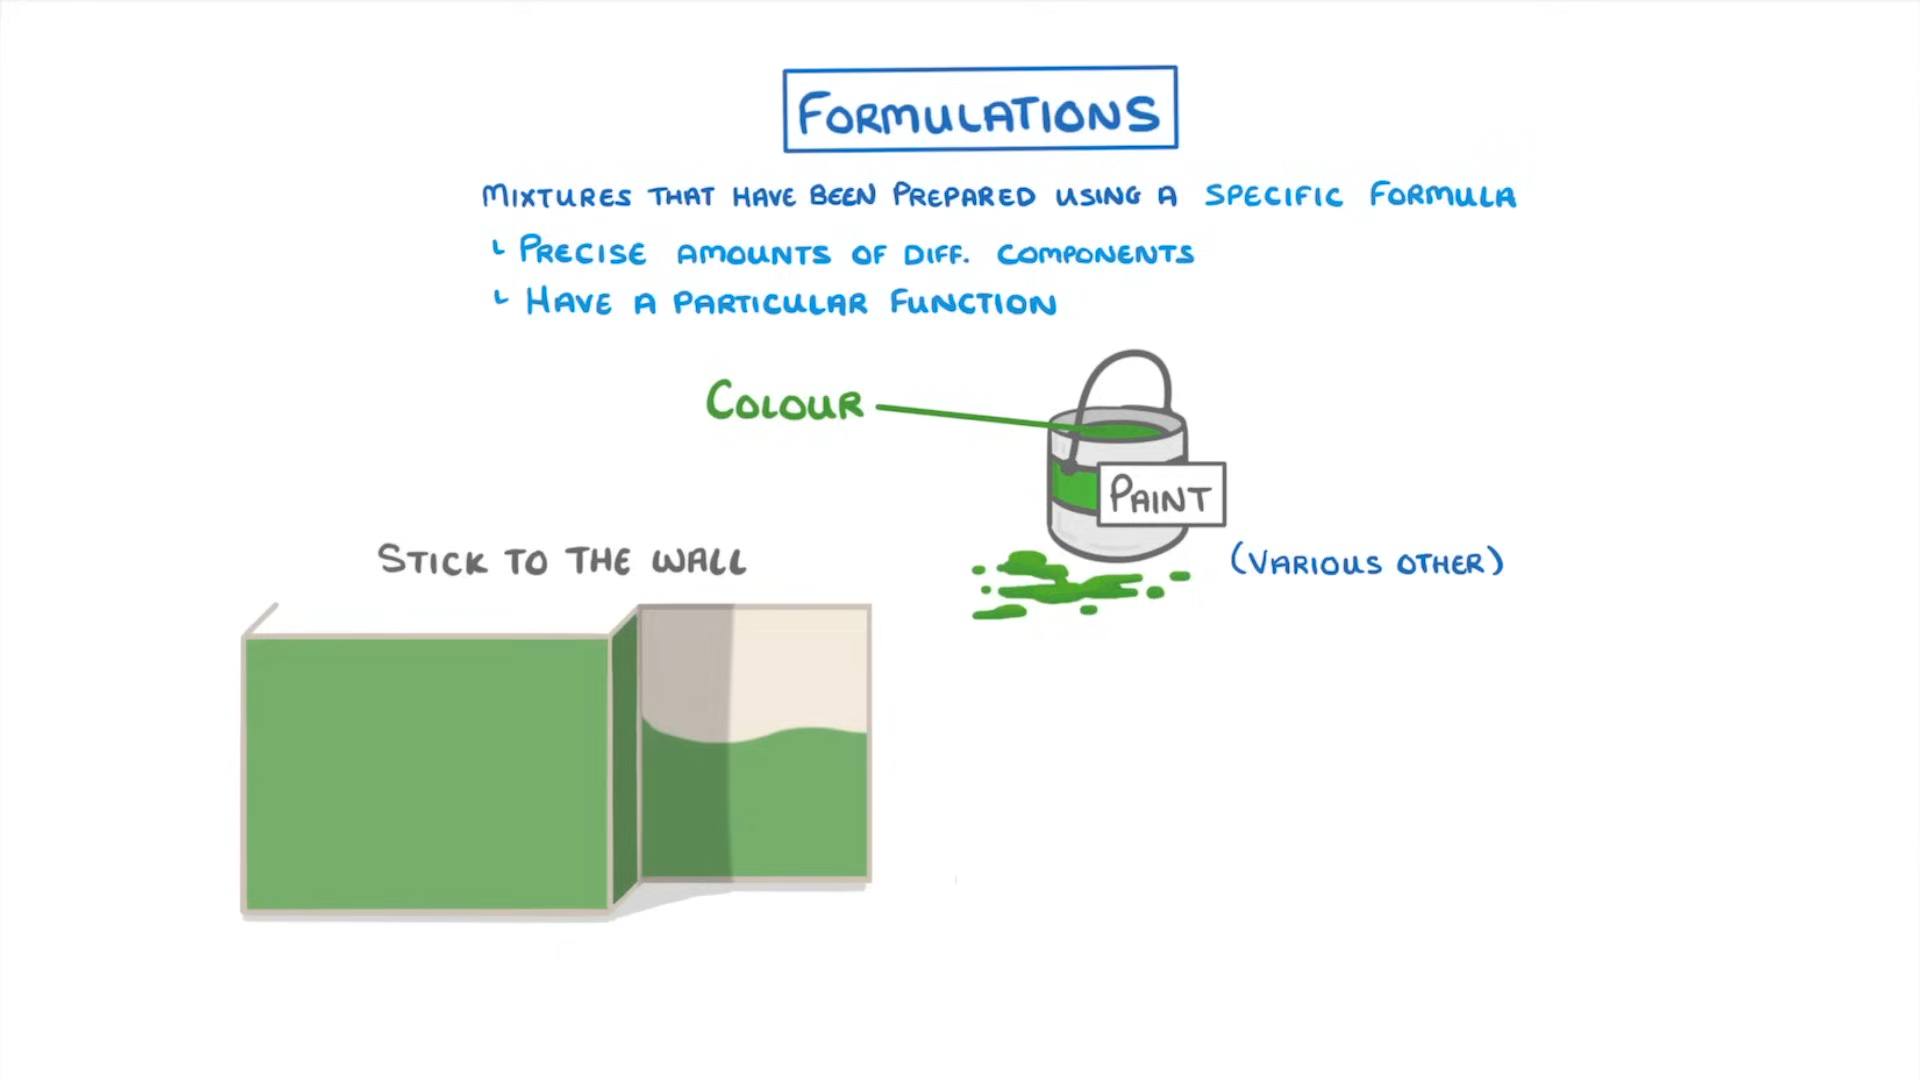 FORMULATIONS
MIXTURES THAT HAVE BEEN PREPARED USING A SPECIFIC FORMULA
PRECISE AMOUNTS OF DIFF. COMPONENTS
HAVE A PARTICULAR FUNCTION
COLOUR
PAINT
STICK TO THE WALL
(VARIOUS OTHER)